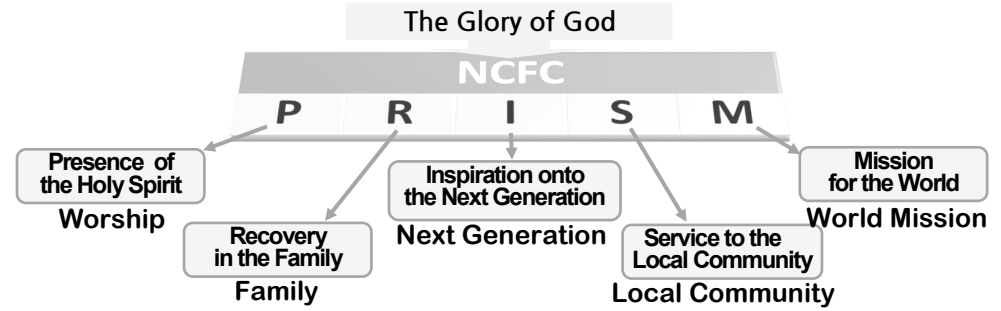 The Glory of God
NCFC
P R I S M
Presence of
the Holy Spirit
Worship
Recovery
in the Family
Family
Inspiration onto
the Next Generation
Next Generation
Service to the
Local Community
Local Community
Mission
for the World
World Mission